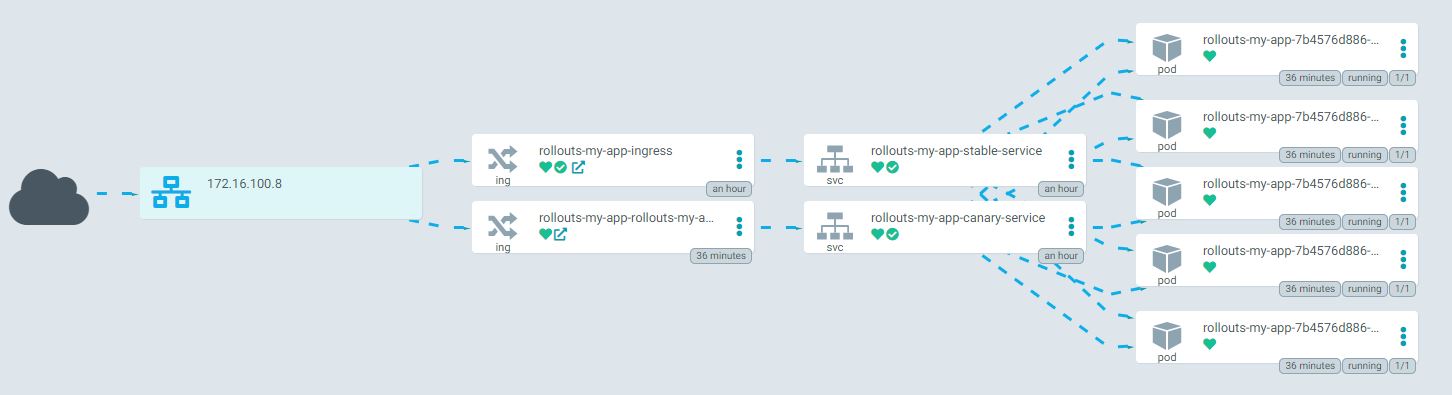 172.16.100.8
rollouts-my-app-ingress
ing
an hour
rollouts-my-app-rollouts-my-a...
ing
36 minutes
rollouts-my-app-stable-service
svc
an hour
rollouts-my-app-canary-service
svc
an hour
rollouts-my-app-7b4576d886-...
pod
36 minutes running 1/1
rollouts-my-app-7b4576d886-...
pod
36 minutes running 1/1
rollouts-my-app-7b4576d886-...
pod
36 minutes running 1/1
rollouts-my-app-7b4576d886-...
pod
36 minutes running 1/1
rollouts-my-app-7b4576d886-...
pod
36 minutes running 1/1